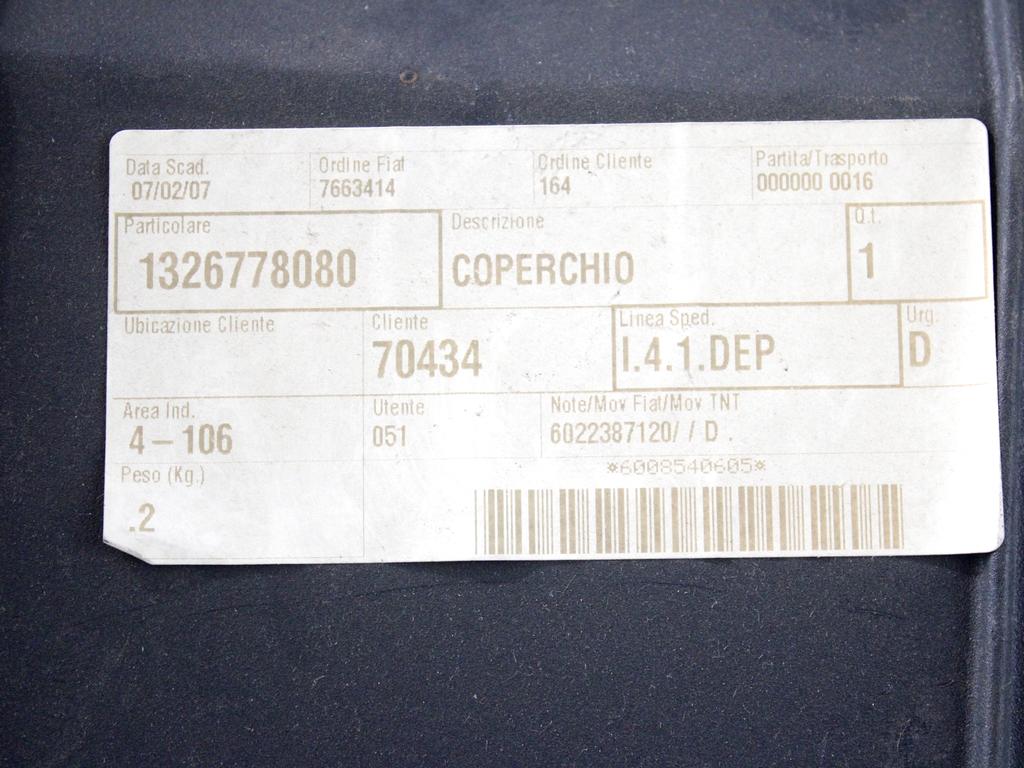 Data Scad. Ordine Fiat Ordine Cliente Partita/Trasporto
07/02/07 7663414 164 000000 0016
Particolare Descrizione Q.t.
1326778080 COPERCHIO 1
Ubicazione Cliente Cliente Linea Sped. Urg.
70434 I.4.1.DEP D
Area Ind. Utente Note/Mov Fiat/Mov TNT
4-106 051 6022387120/ / D .
Peso (Kg.) *6008540605*
.2